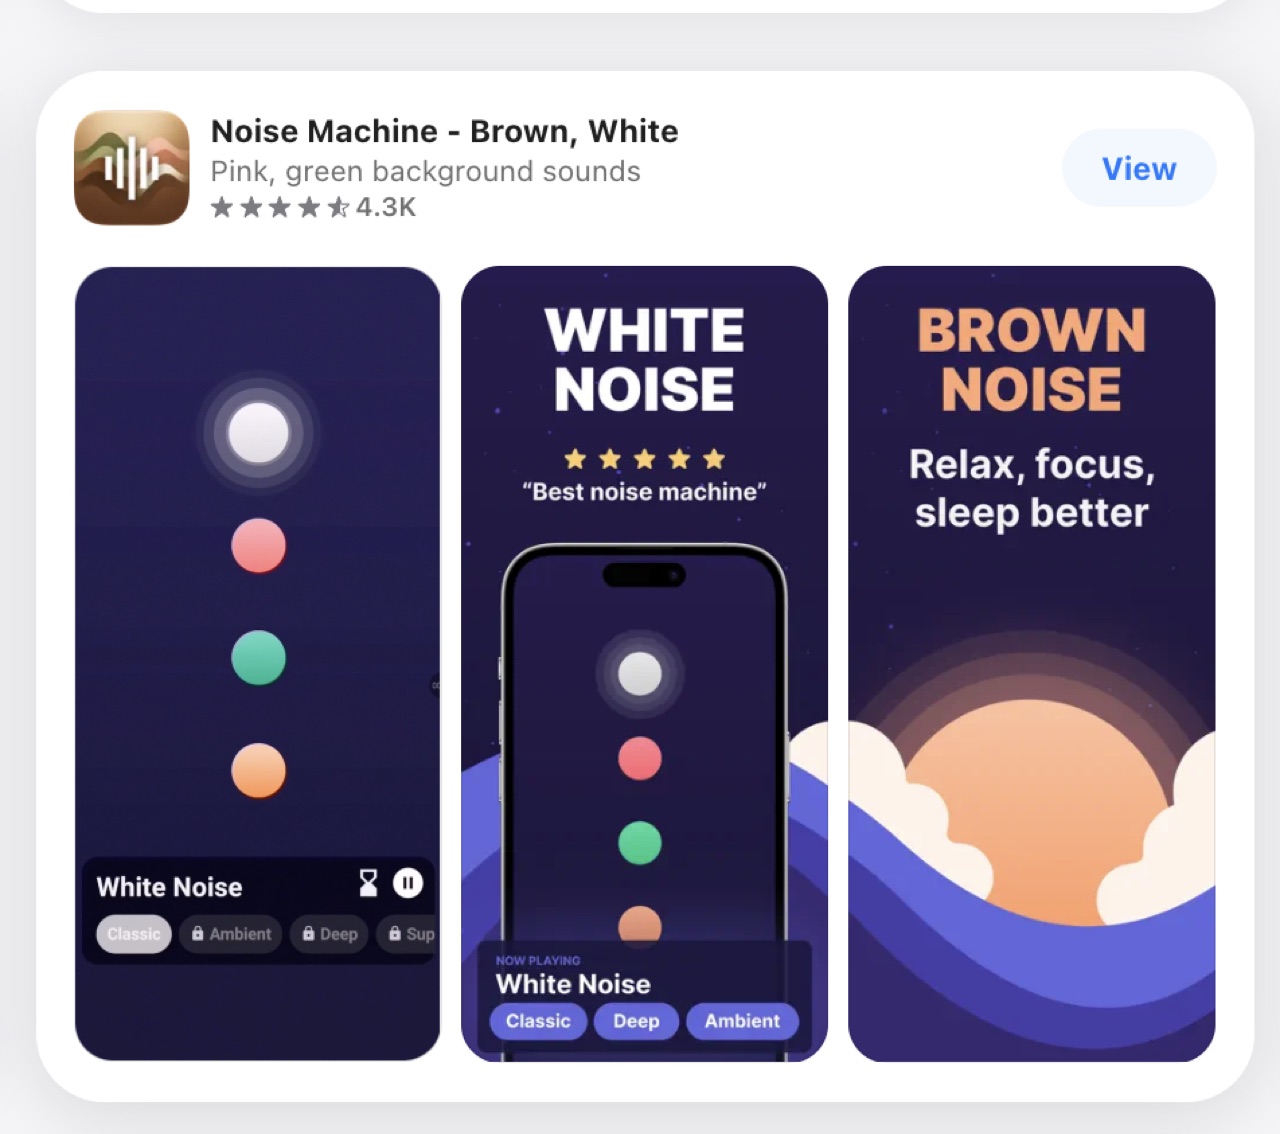 Noise Machine - Brown, White
Pink, green background sounds
4.3K
View
White Noise
Classic
Ambient
Deep
Sup
WHITE
NOISE
“Best noise machine”
NOW PLAYING
White Noise
Classic
Deep
Ambient
BROWN
NOISE
Relax, focus,
sleep better